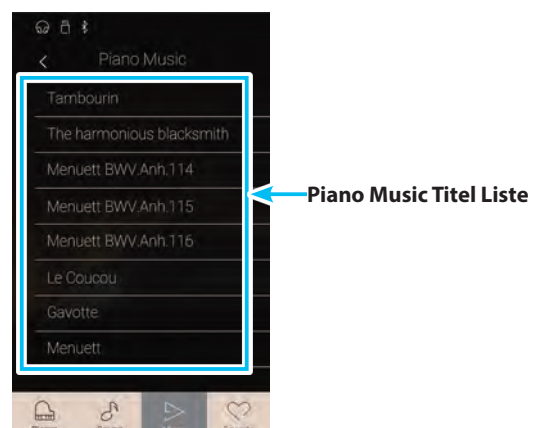 Piano Music
Tambourin
The harmonious blacksmith
Menuett BWV.Anh.114
Menuett BWV.Anh.115
Menuett BWV.Anh.116
Le Coucou
Gavotte
Menuett
Piano Music Titel Liste